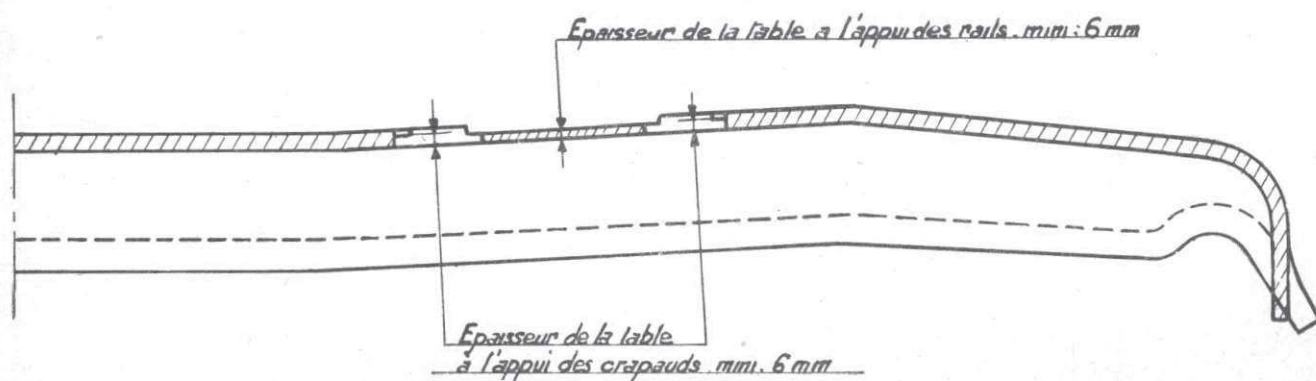 Epaisseur de la table a l'appui des rails. mini: 6 mm
Epaisseur de la table
à l'appui des crapauds mini. 6 mm